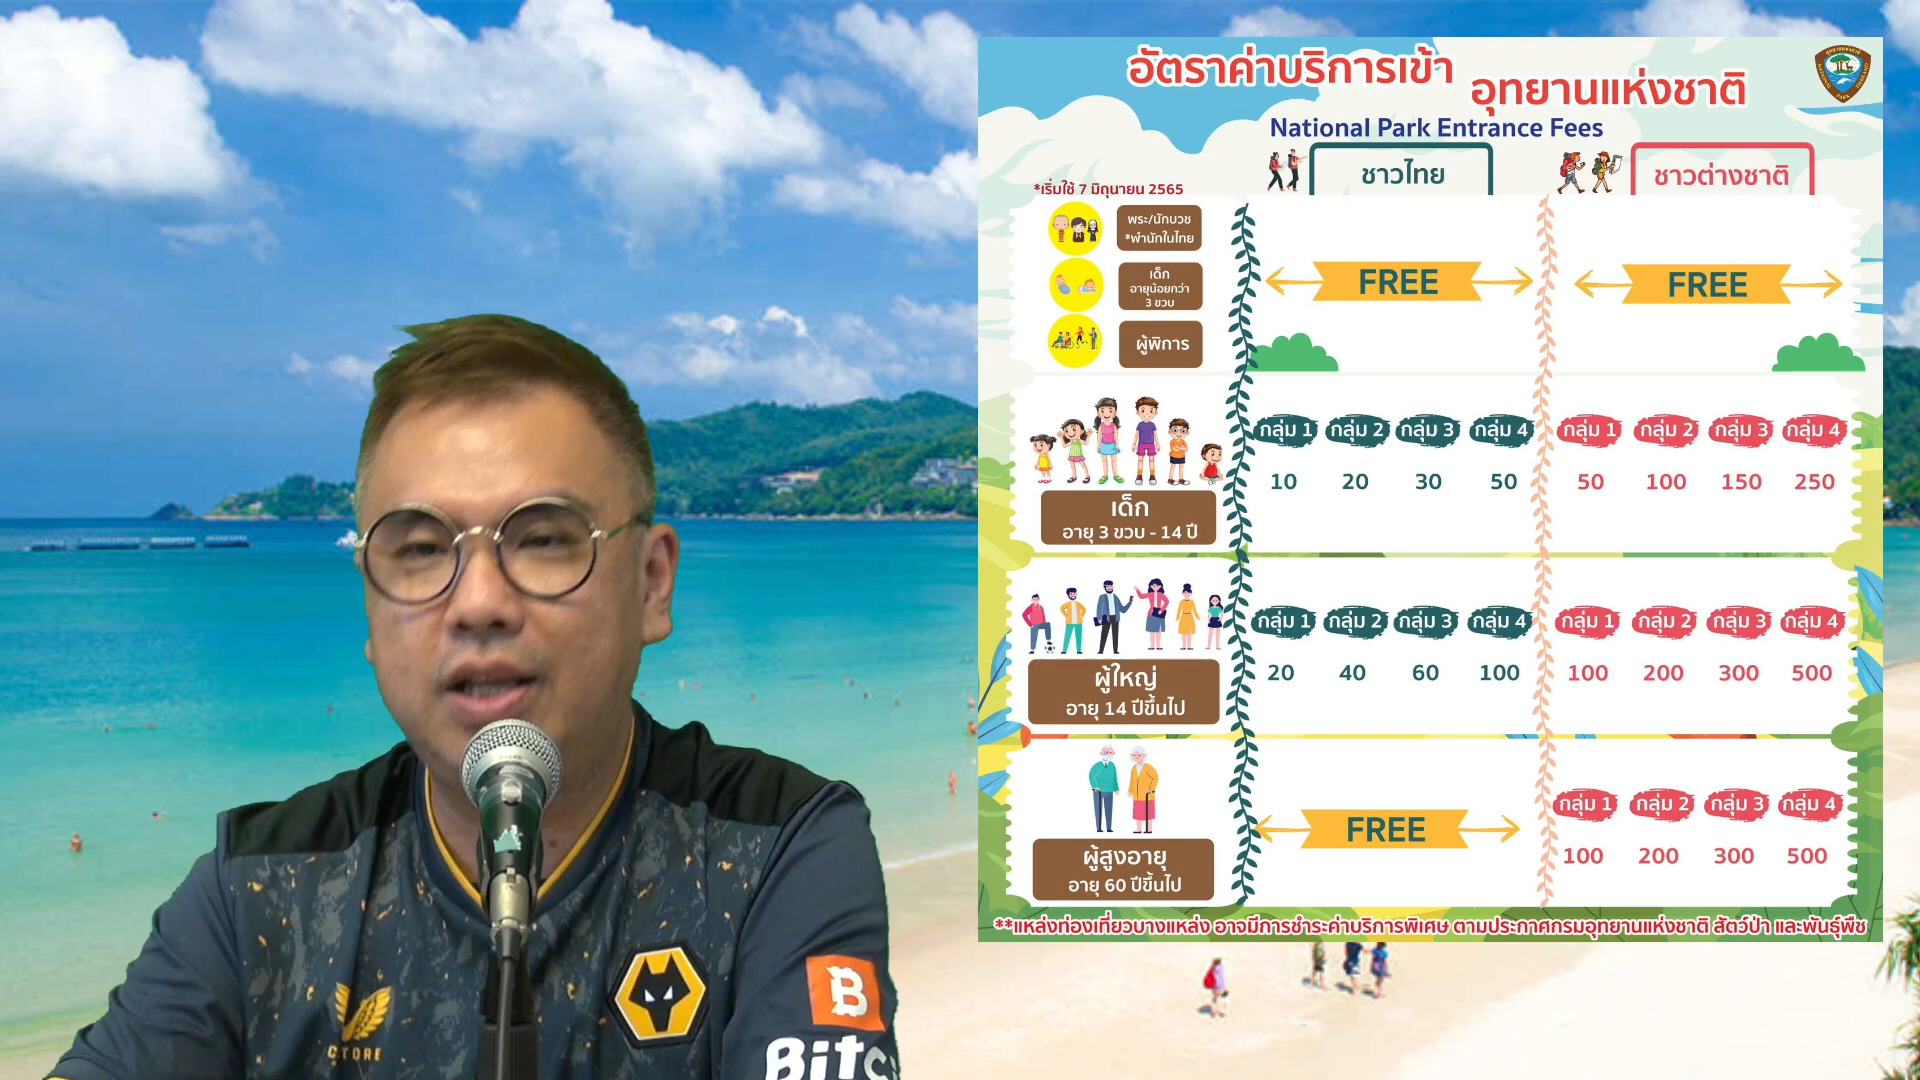 อัตราค่าบริการเข้า
อุทยานแห่งชาติ
National Park Entrance Fees
ชาวไทย
ชาวต่างชาติ
*เริ่มใช้ 7 มิถุนายน 2565
พระ/นักบวช
*พำนักในไทย
เด็ก
อายุน้อยกว่า
3 ขวบ
ผู้พิการ
FREE
FREE
กลุ่ม 1 กลุ่ม 2 กลุ่ม 3 กลุ่ม 4 กลุ่ม 1 กลุ่ม 2 กลุ่ม 3 กลุ่ม 4
10 20 30 50 50 100 150 250
เด็ก
อายุ 3 ขวบ - 14 ปี
กลุ่ม 1 กลุ่ม 2 กลุ่ม 3 กลุ่ม 4 กลุ่ม 1 กลุ่ม 2 กลุ่ม 3 กลุ่ม 4
20 40 60 100 100 200 300 500
ผู้ใหญ่
อายุ 14 ปีขึ้นไป
FREE
กลุ่ม 1 กลุ่ม 2 กลุ่ม 3 กลุ่ม 4
100 200 300 500
ผู้สูงอายุ
อายุ 60 ปีขึ้นไป
**แหล่งท่องเที่ยวบางแหล่ง อาจมีการชำระค่าบริการพิเศษ ตามประกาศกรมอุทยานแห่งชาติ สัตว์ป่า และพันธุ์พืช
CSTORE
B
Bitc